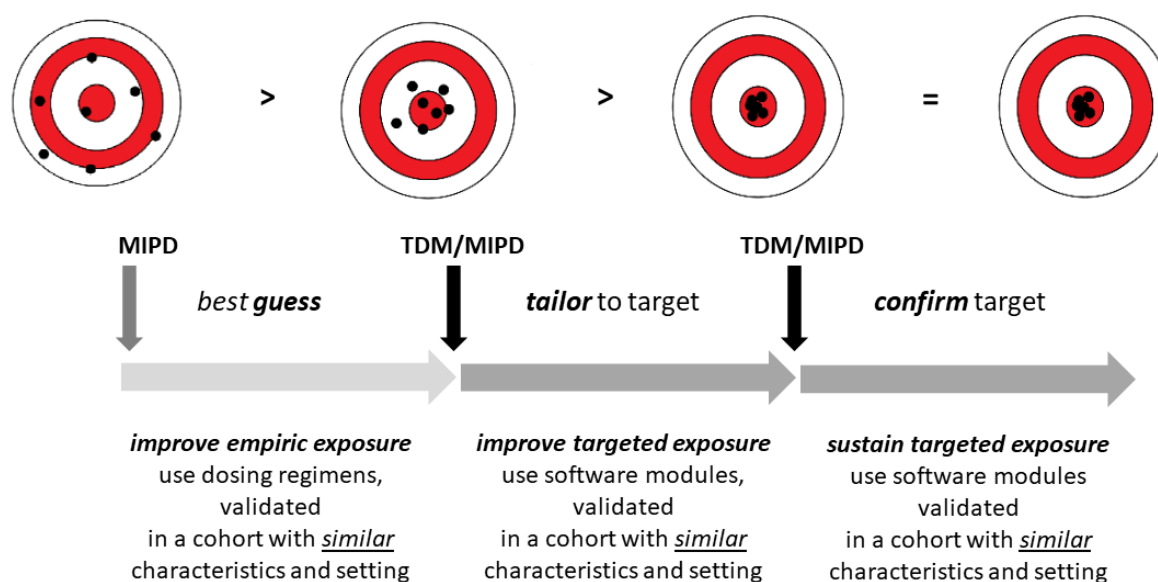 > > =
MIPD TDM/MIPD TDM/MIPD
best guess tailor to target confirm target
improve empiric exposure
use dosing regimens,
validated
in a cohort with similar
characteristics and setting
improve targeted exposure
use software modules,
validated
in a cohort with similar
characteristics and setting
sustain targeted exposure
use software modules
validated
in a cohort with similar
characteristics and setting